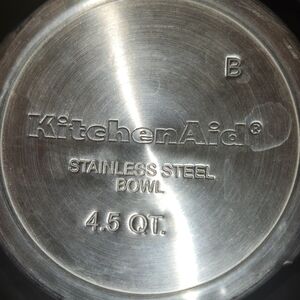 B
KitchenAid®
STAINLESS STEEL
BOWL
4.5 QT.